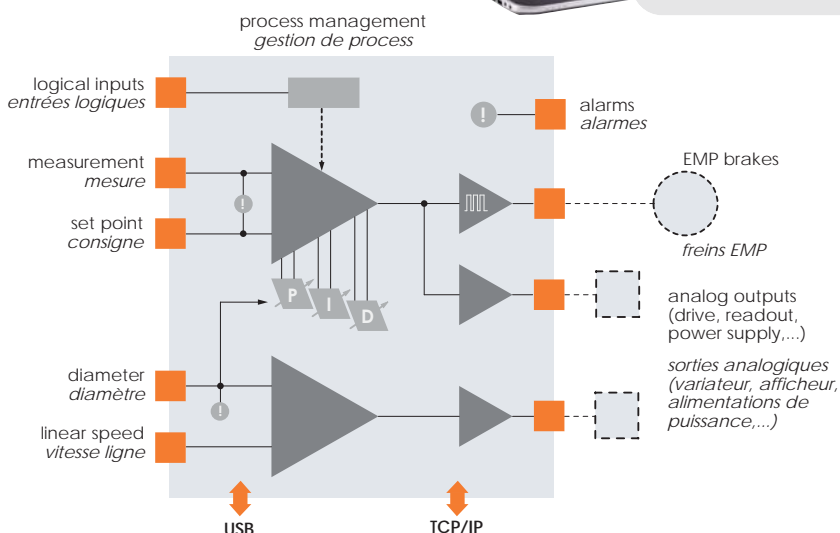 process management
gestion de process
logical inputs
entrées logiques
!
alarms
alarmes
measurement
mesure
EMP brakes
!
set point
consigne
freins EMP
P
I
D
analog outputs
(drive, readout,
power supply,...)
sorties analogiques
(variateur, afficheur,
alimentations de
puissance,...)
diameter
diamètre
!
linear speed
vitesse ligne
USB
TCP/IP